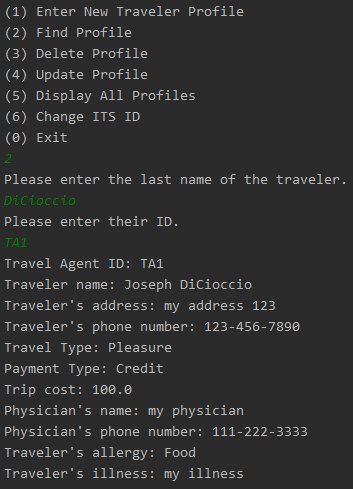 (1) Enter New Traveler Profile
(2) Find Profile
(3) Delete Profile
(4) Update Profile
(5) Display All Profiles
(6) Change ITS ID
(0) Exit
2
Please enter the last name of the traveler.
DiCioccio
Please enter their ID.
TA1
Travel Agent ID: TA1
Traveler name: Joseph DiCioccio
Traveler's address: my address 123
Traveler's phone number: 123-456-7890
Travel Type: Pleasure
Payment Type: Credit
Trip cost: 100.0
Physician's name: my physician
Physician's phone number: 111-222-3333
Traveler's allergy: Food
Traveler's illness: my illness